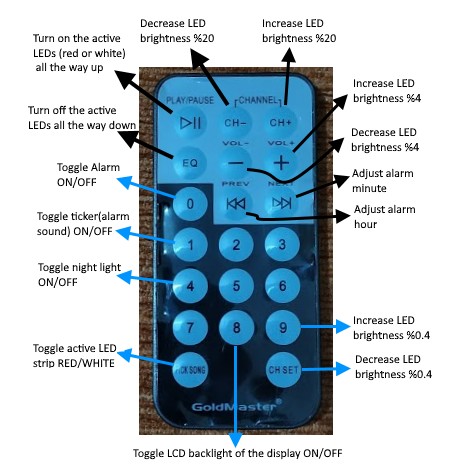 Decrease LED
brightness %20
Increase LED
brightness %20
Turn on the active
LEDs (red or white)
all the way up
Increase LED
brightness %4
Turn off the active
LEDs all the way down
Decrease LED
brightness %4
Toggle Alarm
ON/OFF
Adjust alarm
minute
Toggle ticker(alarm
sound) ON/OFF
Adjust alarm
hour
Toggle night light
ON/OFF
Increase LED
brightness %0.4
Toggle active LED
strip RED/WHITE
Decrease LED
brightness %0.4
Toggle LCD backlight of the display ON/OFF
PLAY/PAUSE
CHANNEL
CH− CH+
VOL− VOL+
EQ − +
PREV NEXT
0
1 2 3
4 5 6
7 8 9
SONG CH SET
GoldMaster